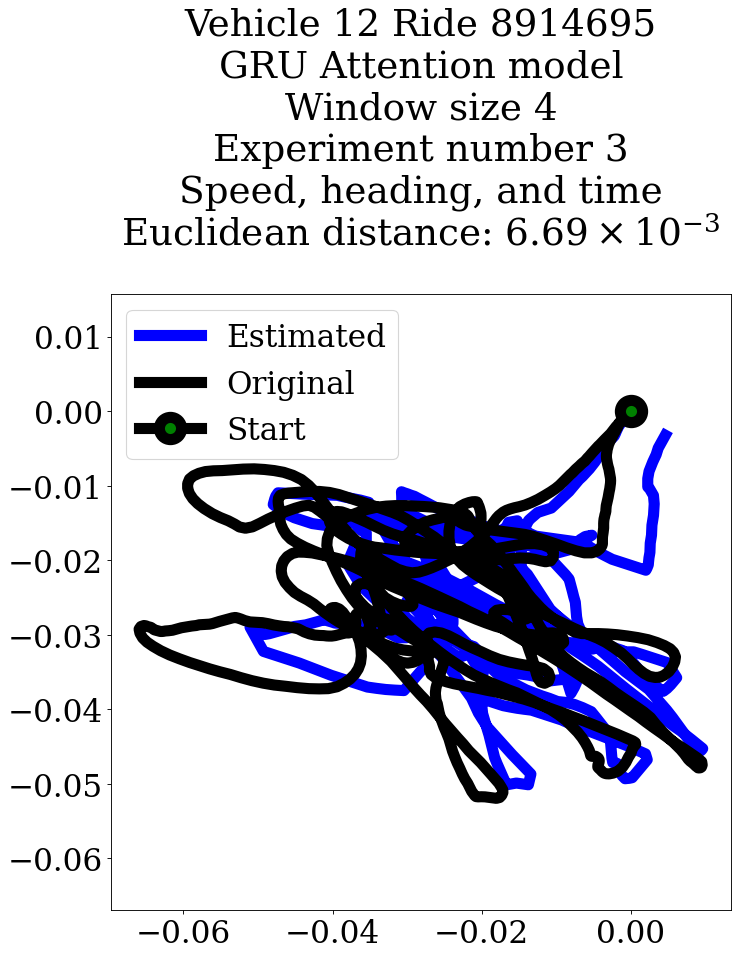 Vehicle 12 Ride 8914695
GRU Attention model
Window size 4
Experiment number 3
Speed, heading, and time
Euclidean distance: 6.69 × 10⁻³
Estimated
Original
Start
0.01
0.00
−0.01
−0.02
−0.03
−0.04
−0.05
−0.06
−0.06 −0.04 −0.02 0.00